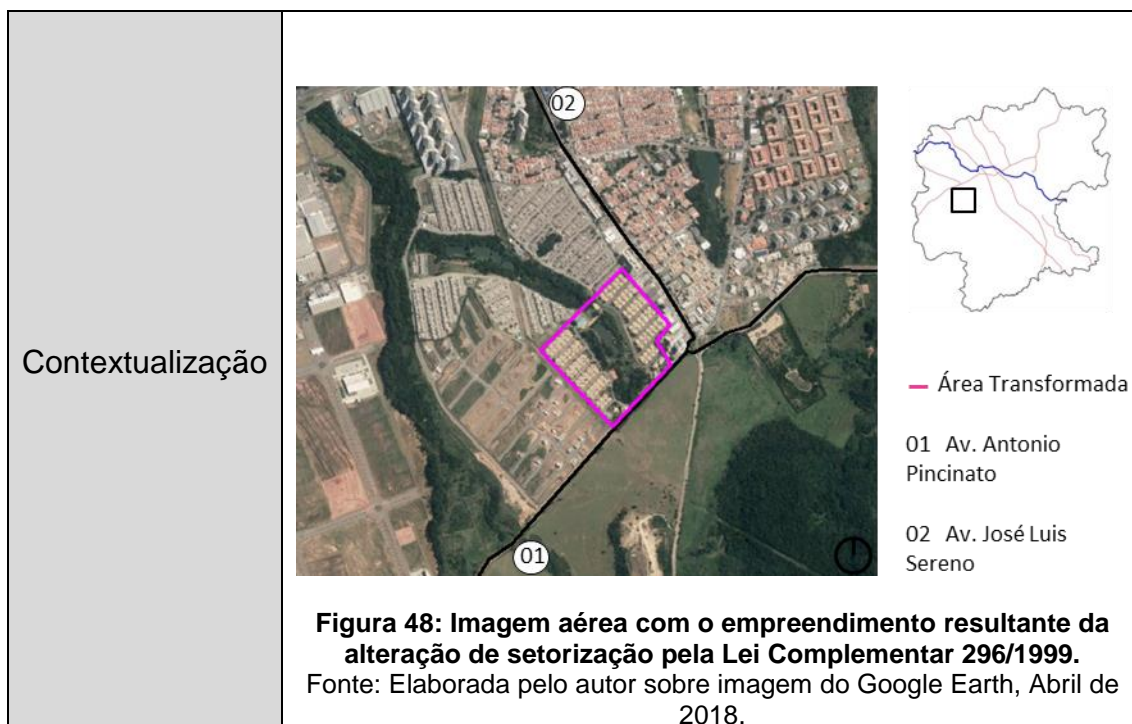 Contextualização
02
01
Área Transformada
01 Av. Antonio
Pincinato
02 Av. José Luis
Sereno
Figura 48: Imagem aérea com o empreendimento resultante da
alteração de setorização pela Lei Complementar 296/1999.
Fonte: Elaborada pelo autor sobre imagem do Google Earth, Abril de
2018.